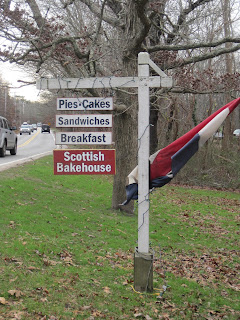 Pies-Cakes
Sandwiches
Breakfast
Scottish
Bakehouse